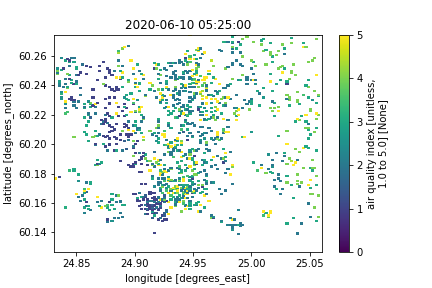 2020-06-10 05:25:00
60.26
60.24
60.22
60.20
60.18
60.16
60.14
latitude [degrees_north]
24.85 24.90 24.95 25.00 25.05
longitude [degrees_east]
5
4
3
2
1
0
air quality index [unitless,
1.0 to 5.0] [None]